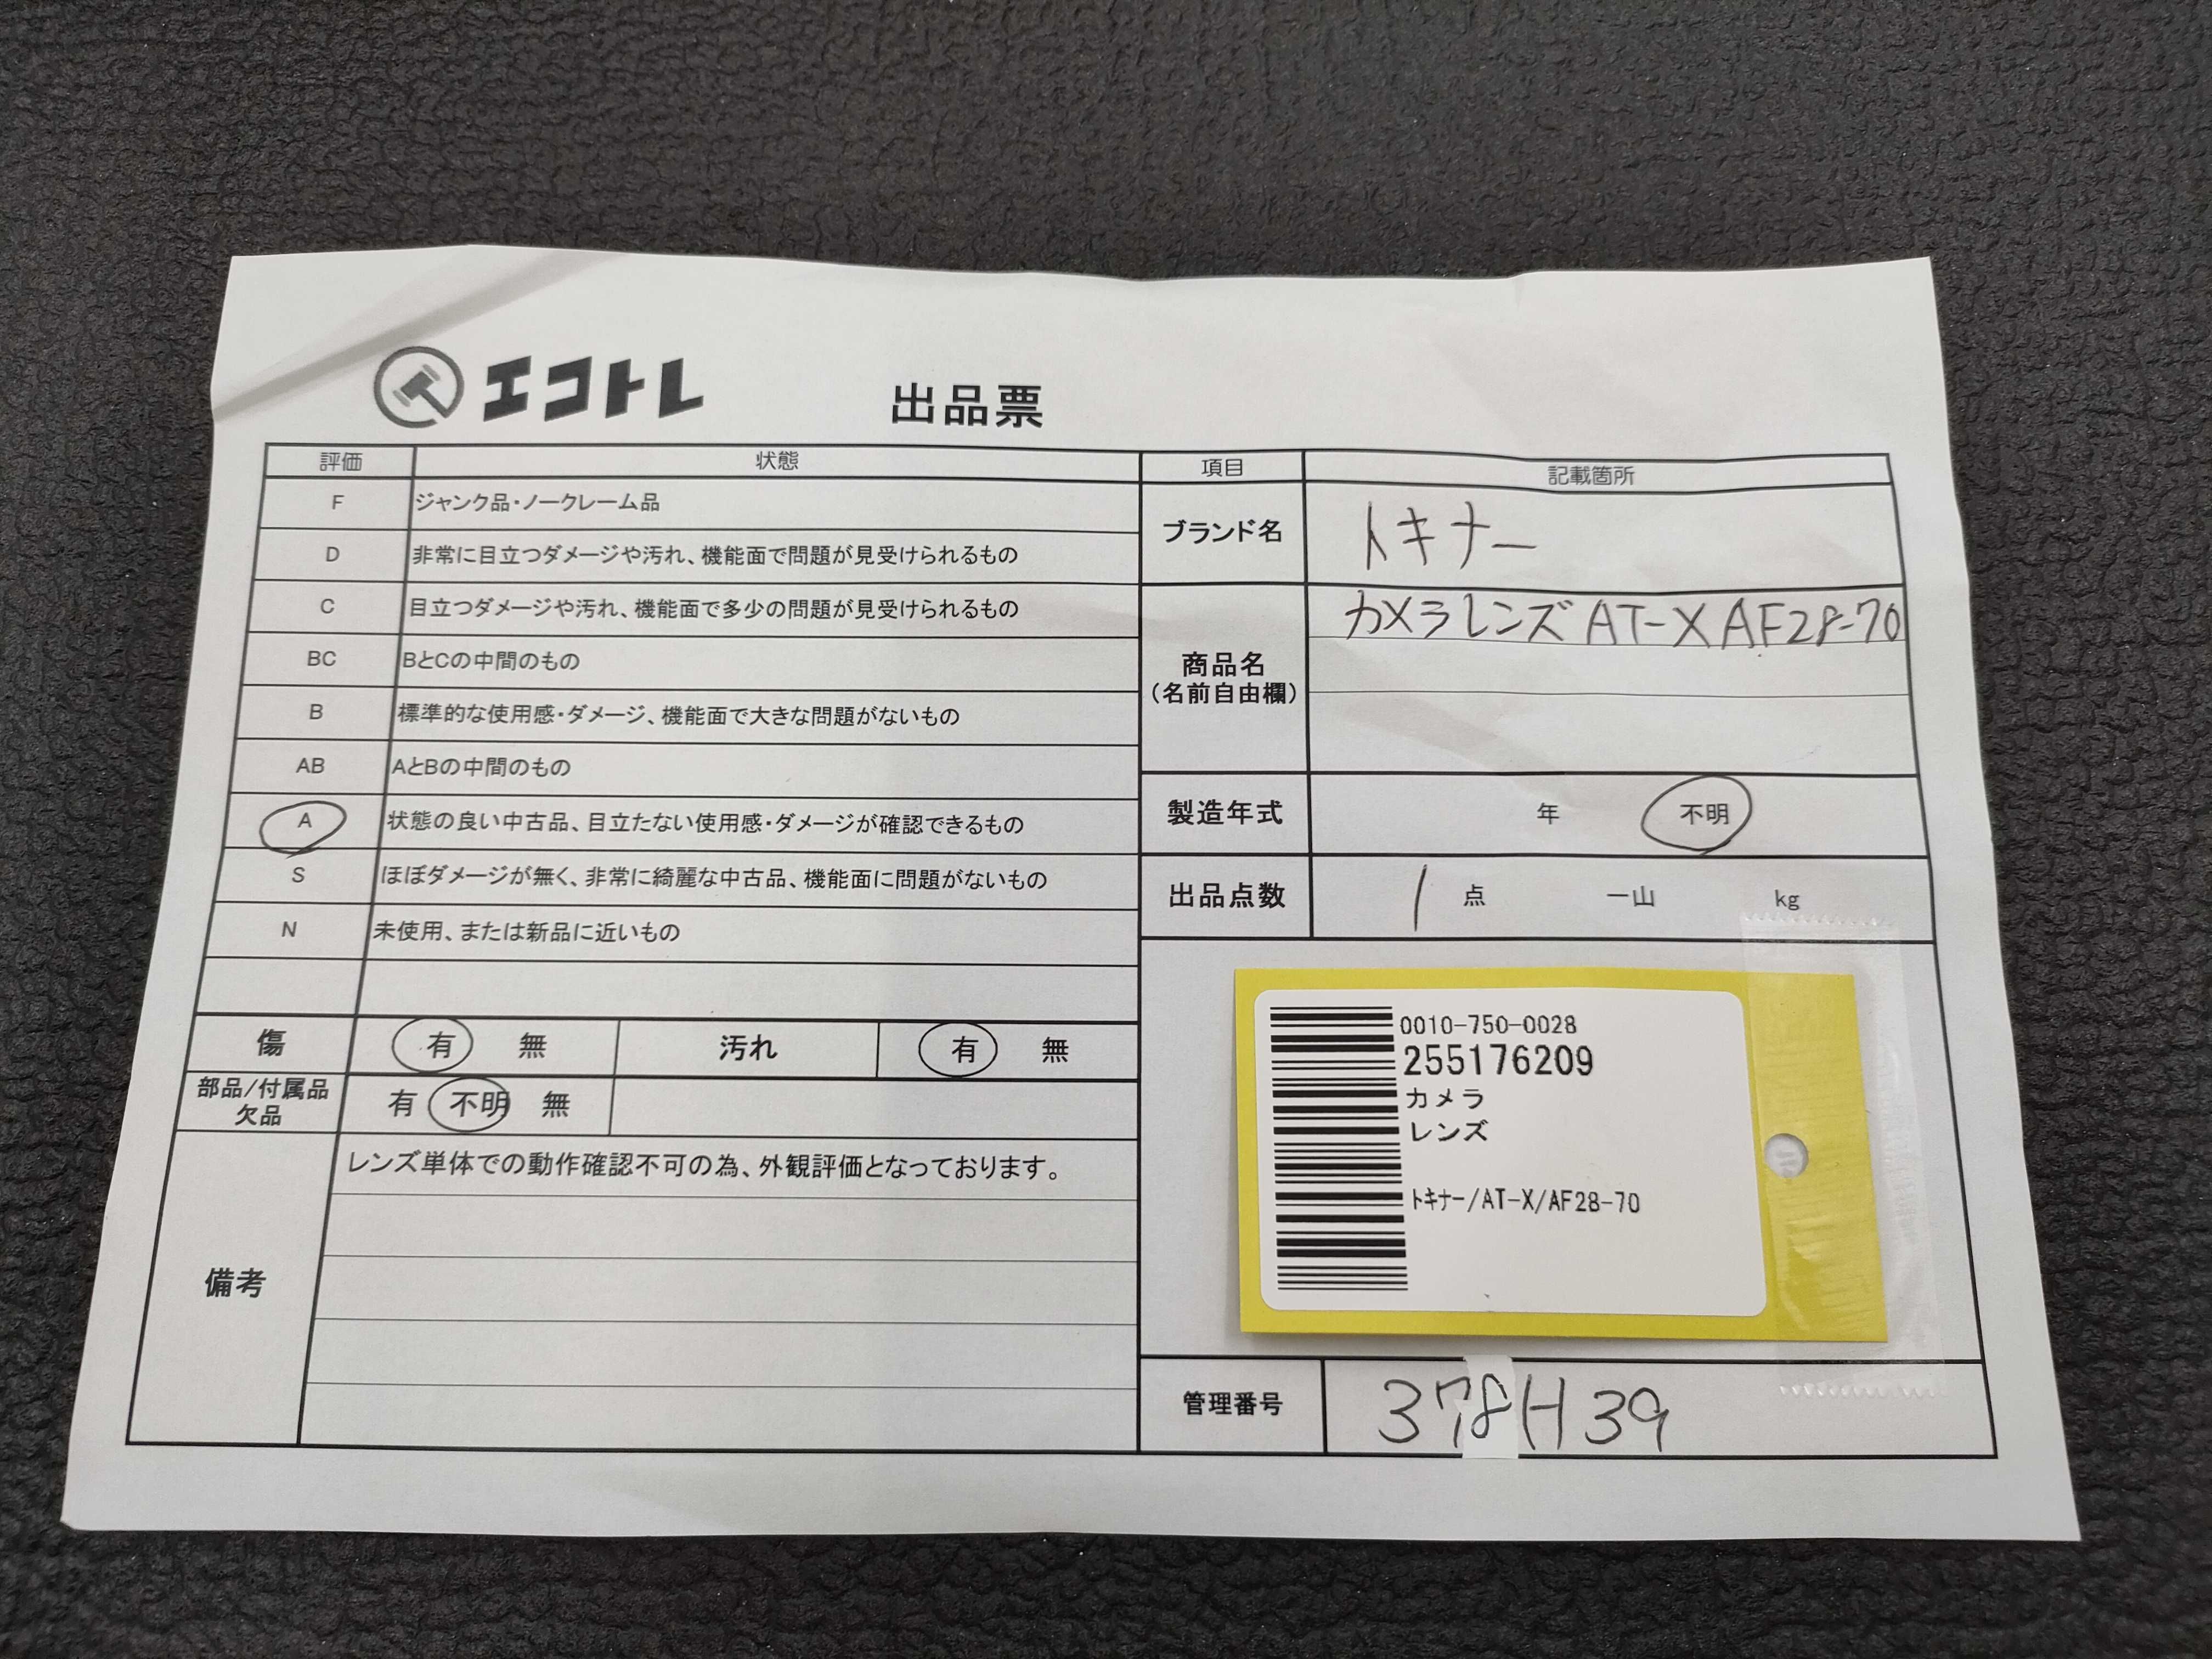 エコトレ 出品票
評価 状態
F ジャンク品・ノークレーム品
D 非常に目立つダメージや汚れ、機能面で問題が見受けられるもの
C 目立つダメージや汚れ、機能面で多少の問題が見受けられるもの
BC BとCの中間のもの
B 標準的な使用感・ダメージ、機能面で大きな問題がないもの
AB AとBの中間のもの
A 状態の良い中古品、目立たない使用感・ダメージが確認できるもの
S ほぼダメージが無く、非常に綺麗な中古品、機能面に問題がないもの
N 未使用、または新品に近いもの
傷 有 無 汚れ 有 無
部品/付属品
欠品
有 不明 無
備考
レンズ単体での動作確認不可の為、外観評価となっております。
項目 記載箇所
ブランド名 トキナー
商品名
(名前自由欄)
カメラレンズ AT-X AF28-70
製造年式 年 不明
出品点数 1 点 一山 kg
0010-750-0028
255176209
カメラ
レンズ
ﾄｷﾅｰ/AT-X/AF28-70
管理番号 378H39